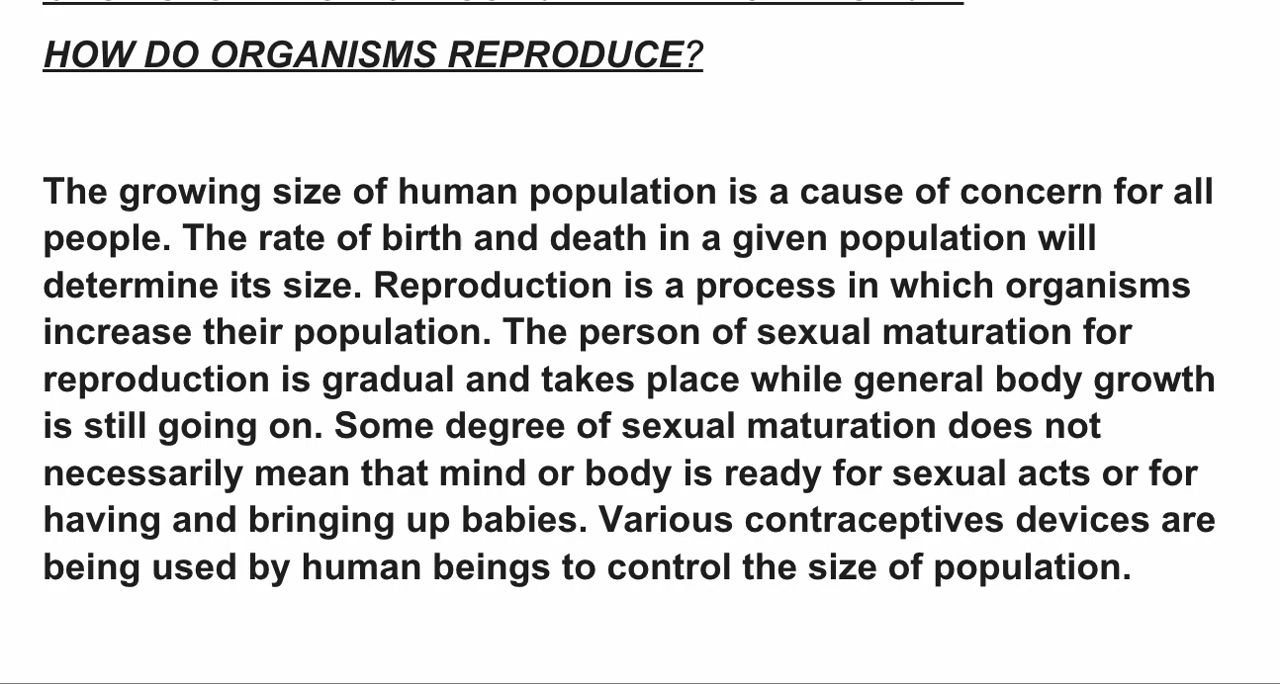 HOW DO ORGANISMS REPRODUCE?
The growing size of human population is a cause of concern for all
people. The rate of birth and death in a given population will
determine its size. Reproduction is a process in which organisms
increase their population. The person of sexual maturation for
reproduction is gradual and takes place while general body growth
is still going on. Some degree of sexual maturation does not
necessarily mean that mind or body is ready for sexual acts or for
having and bringing up babies. Various contraceptives devices are
being used by human beings to control the size of population.